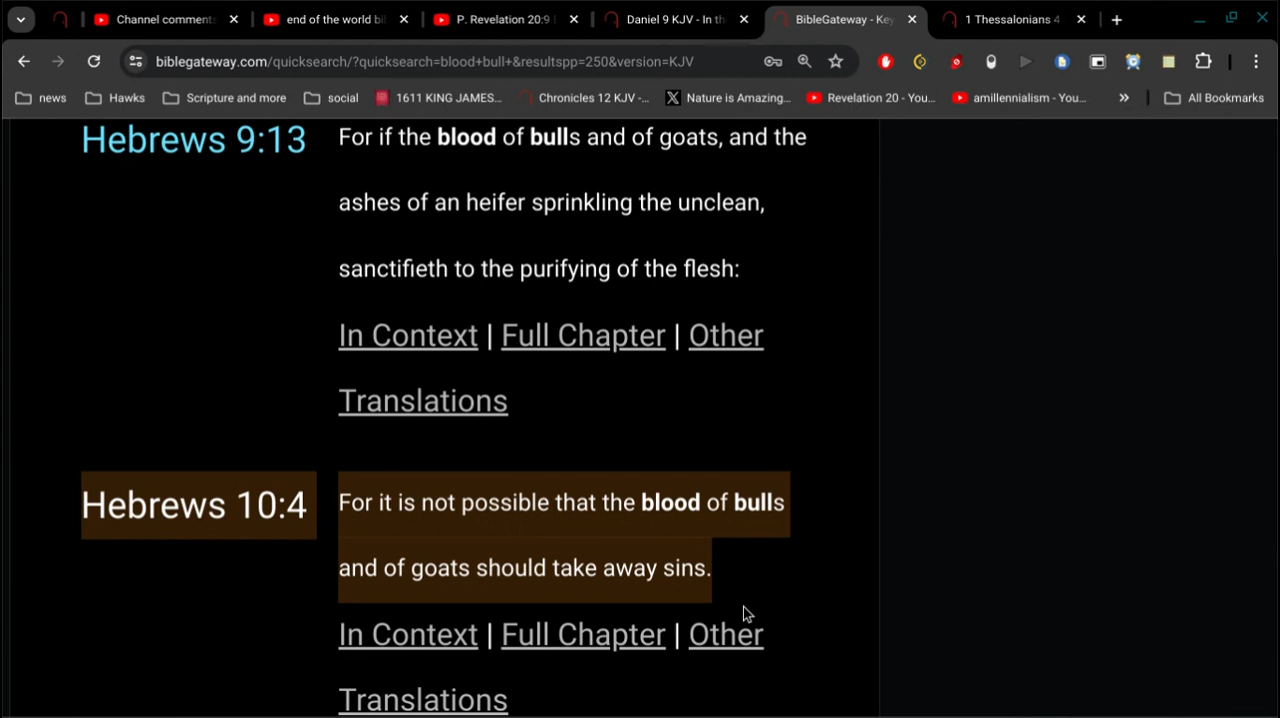 Channel comment
end of the world bi
P. Revelation 20:9
Daniel 9 KJV - In th
BibleGateway - Key
1 Thessalonians 4
biblegateway.com/quicksearch/?quicksearch=blood+bull+&resultspp=250&version=KJV
news
Hawks
Scripture and more
social
1611 KING JAMES...
Chronicles 12 KJV -...
Nature is Amazing...
Revelation 20 - You...
amillennialism - You...
All Bookmarks
Hebrews 9:13
For if the blood of bulls and of goats, and the
ashes of an heifer sprinkling the unclean,
sanctifieth to the purifying of the flesh:
In Context | Full Chapter | Other
Translations
Hebrews 10:4
For it is not possible that the blood of bulls
and of goats should take away sins.
In Context | Full Chapter | Other
Translations